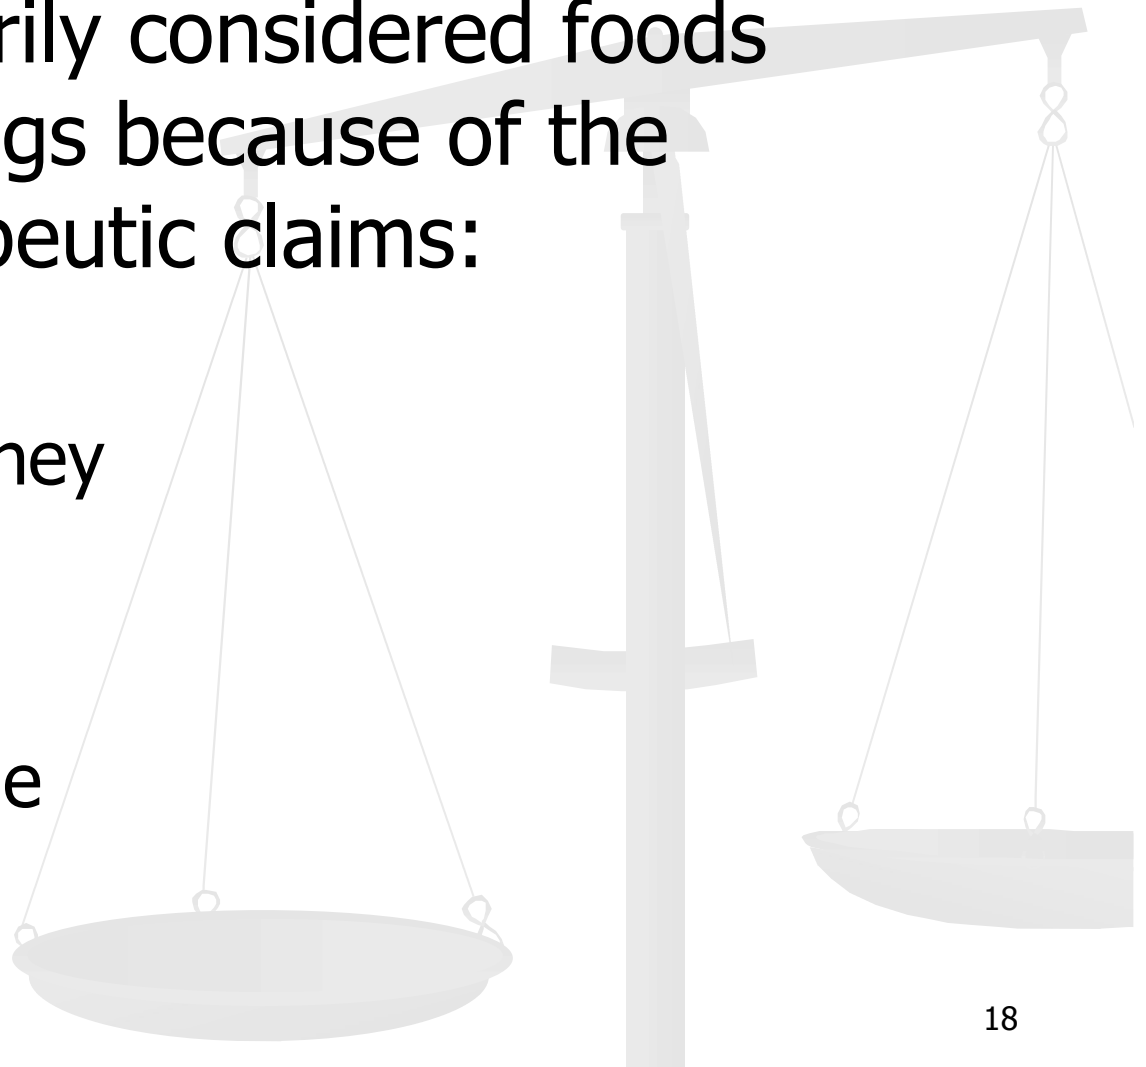 rily considered foods
gs because of the
peutic claims:
ney
e
18